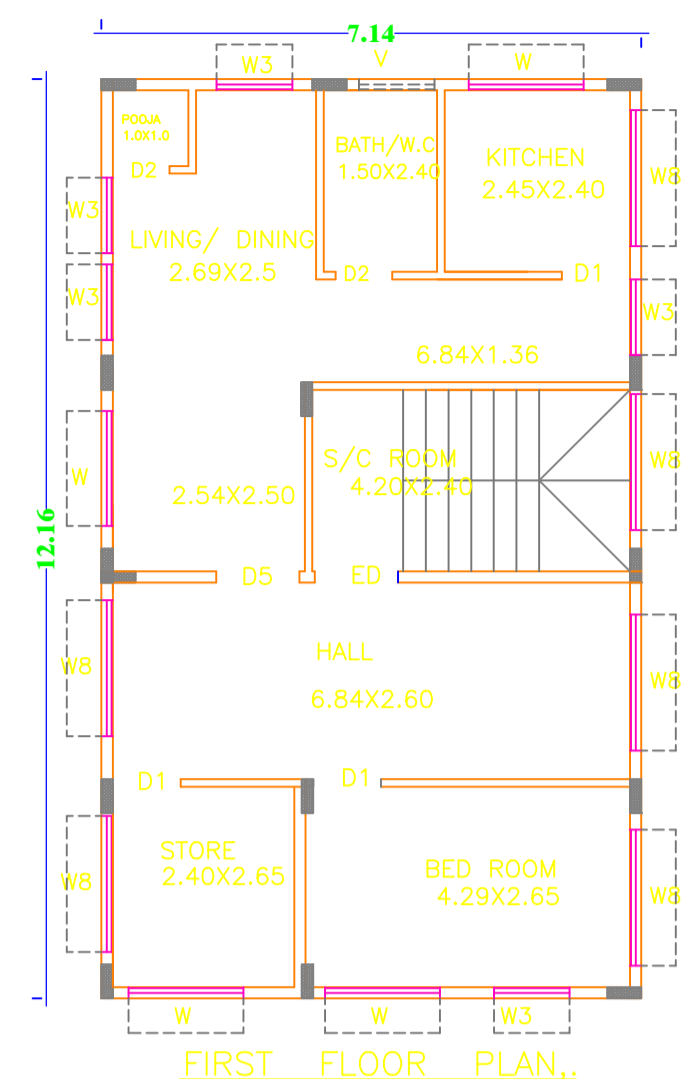 7.14
W3
V
W
POOJA
1.0X1.0
BATH/W.C
1.50X2.40
KITCHEN
2.45X2.40
W8
D2
W3
LIVING/ DINING
2.69X2.5
D2
D1
W3
W3
6.84X1.36
S/C ROOM
4.20X2.40
W8
W
2.54X2.50
12.16
D5
ED
HALL
6.84X2.60
W8
W8
D1
D1
STORE
2.40X2.65
BED ROOM
4.29X2.65
W8
W8
W
W
W3
FIRST FLOOR PLAN,.